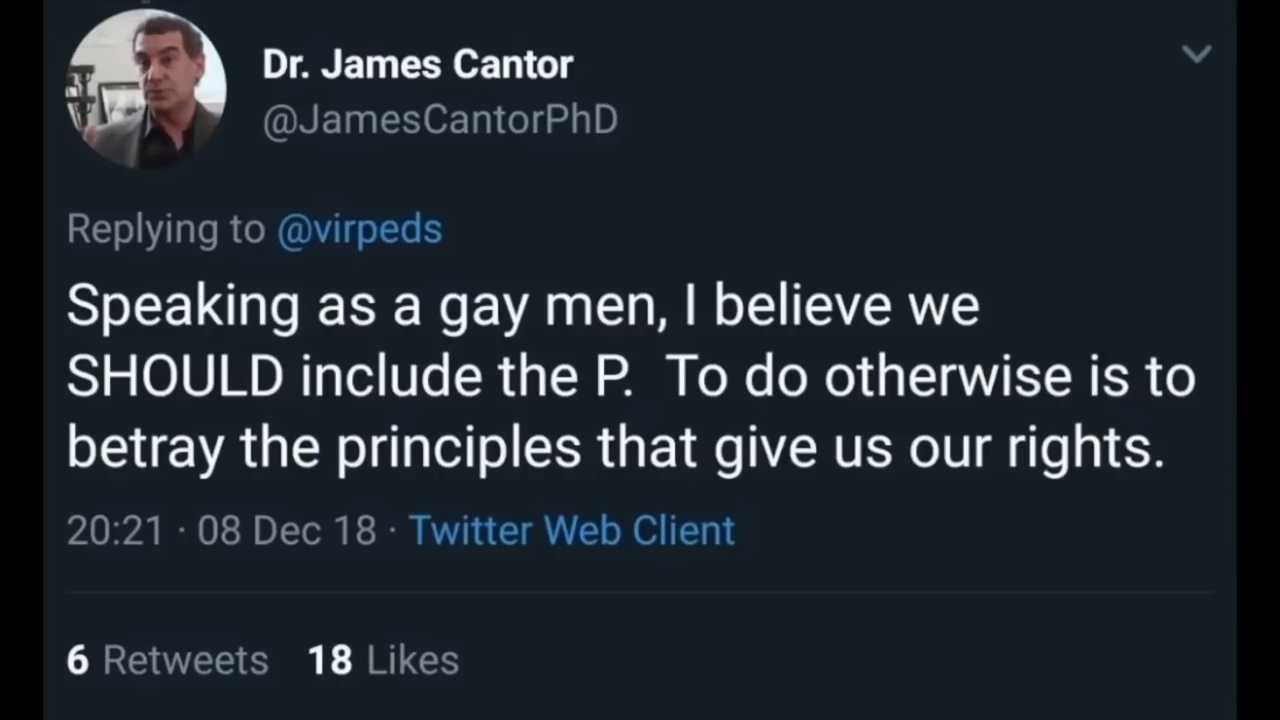 Dr. James Cantor
@JamesCantorPhD
Replying to @virpeds
Speaking as a gay men, I believe we
SHOULD include the P. To do otherwise is to
betray the principles that give us our rights.
20:21 · 08 Dec 18 · Twitter Web Client
6 Retweets 18 Likes